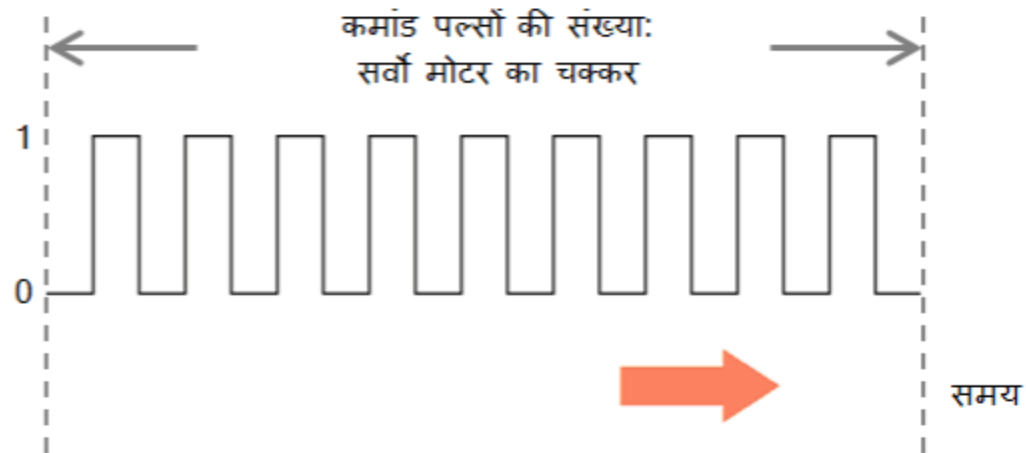 कमांड पल्सों की संख्या:
सर्वो मोटर का चक्कर
1
0
समय